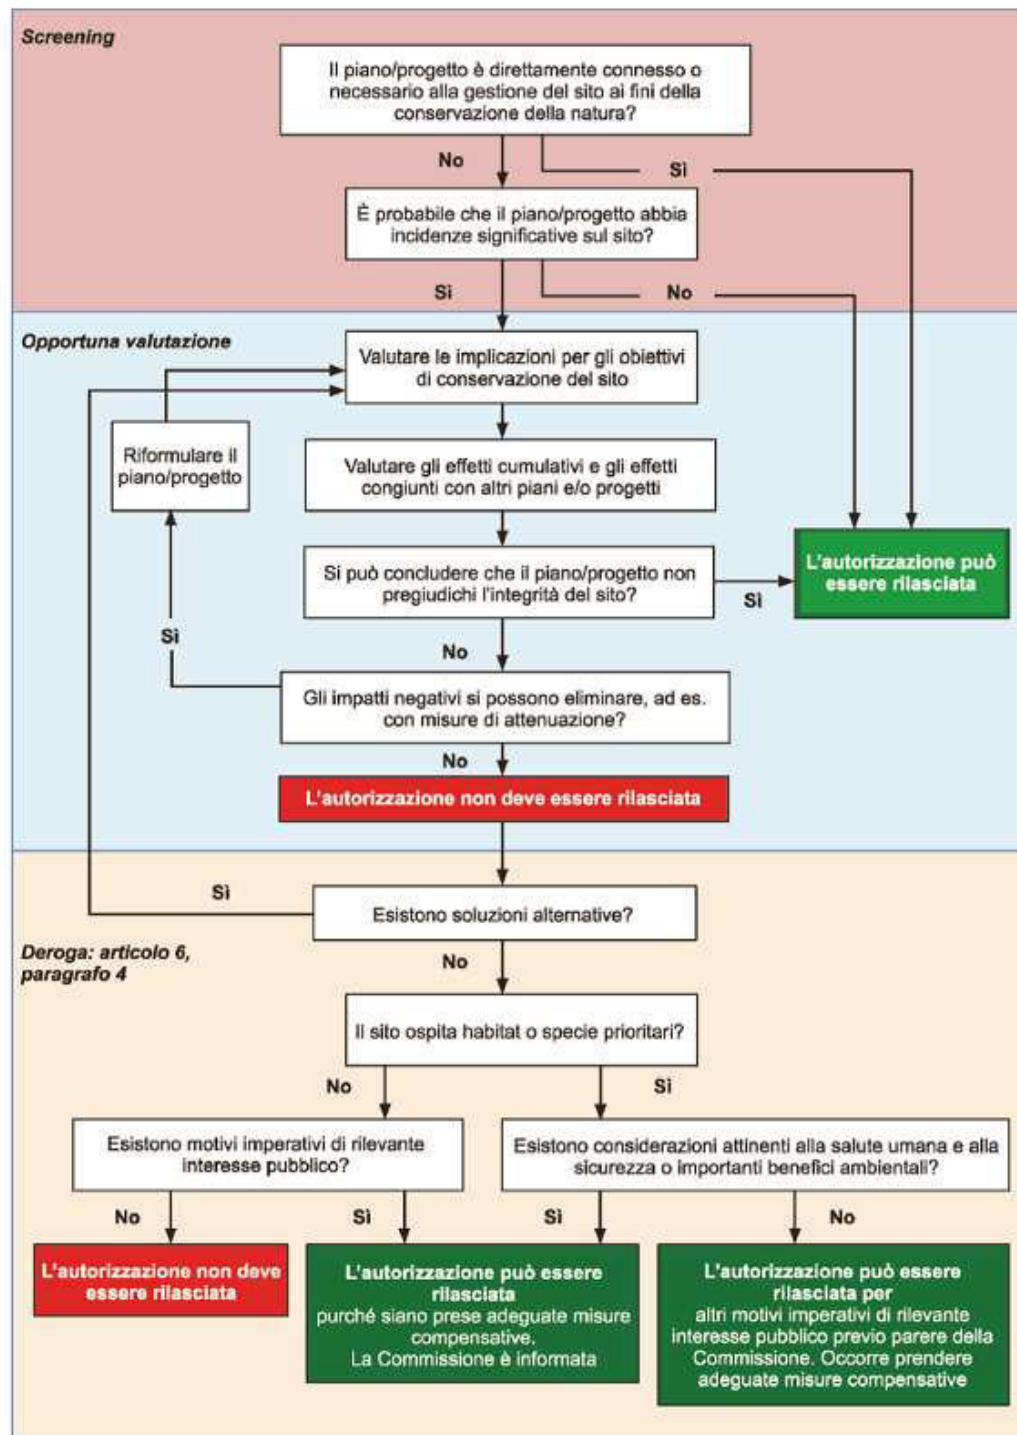 Screening
Il piano/progetto è direttamente connesso o
necessario alla gestione del sito ai fini della
conservazione della natura?
No
Sì
È probabile che il piano/progetto abbia
incidenze significative sul sito?
Sì
No
Opportuna valutazione
Valutare le implicazioni per gli obiettivi
di conservazione del sito
Riformulare il
piano/progetto
Valutare gli effetti cumulativi e gli effetti
congiunti con altri piani e/o progetti
Si può concludere che il piano/progetto non
pregiudichi l'integrità del sito?
Sì
L'autorizzazione può
essere rilasciata
Sì
No
Gli impatti negativi si possono eliminare, ad es.
con misure di attenuazione?
No
L'autorizzazione non deve essere rilasciata
Sì
Esistono soluzioni alternative?
Deroga: articolo 6,
paragrafo 4
No
Il sito ospita habitat o specie prioritari?
No
Sì
Esistono motivi imperativi di rilevante
interesse pubblico?
Esistono considerazioni attinenti alla salute umana e alla
sicurezza o importanti benefici ambientali?
No
Sì
Sì
No
L'autorizzazione non deve
essere rilasciata
L'autorizzazione può essere
rilasciata
purché siano prese adeguate misure
compensative.
La Commissione è informata
L'autorizzazione può essere
rilasciata per
altri motivi imperativi di rilevante
interesse pubblico previo parere della
Commissione. Occorre prendere
adeguate misure compensative